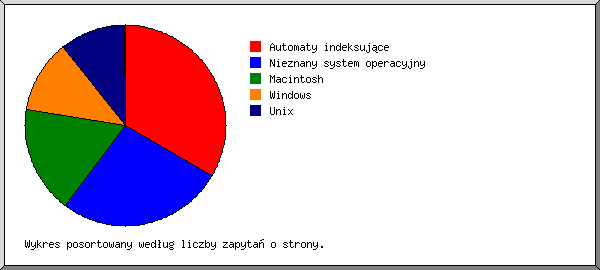 Automaty indeksujące
Nieznany system operacyjny
Macintosh
Windows
Unix
Wykres posortowany według liczby zapytań o strony.